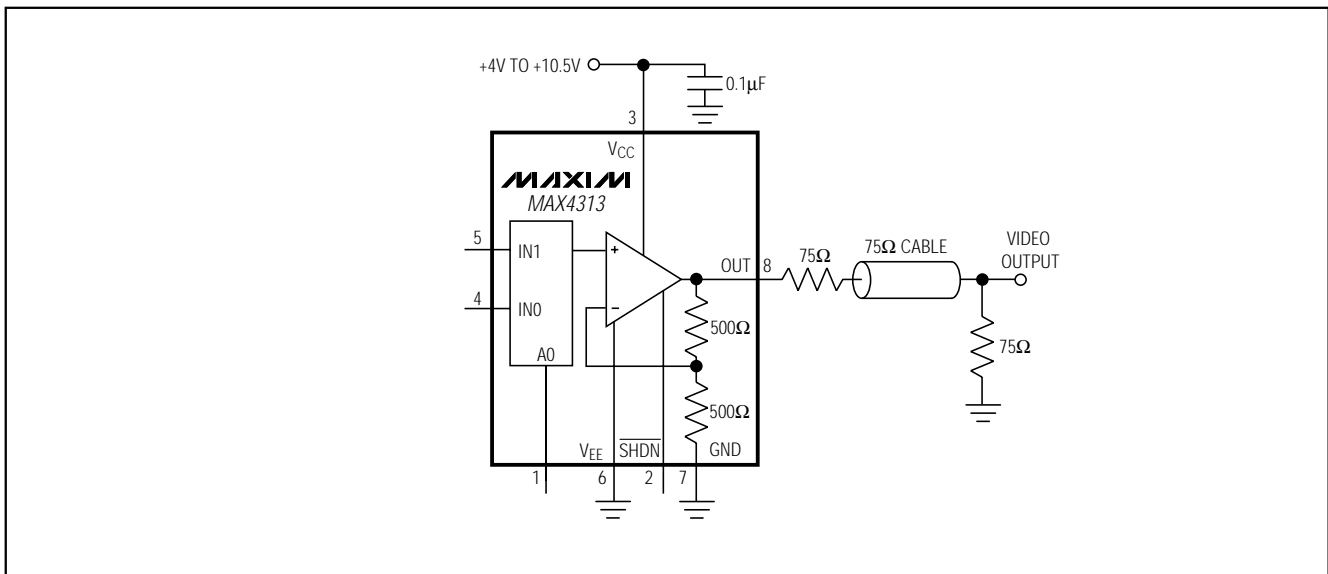 +4V TO +10.5V
0.1µF
3
VCC
MAXIM
MAX4313
5
IN1
4
IN0
A0
+
−
OUT
8
75Ω
75Ω CABLE
VIDEO
OUTPUT
500Ω
75Ω
500Ω
VEE
SHDN
GND
1
6
2
7